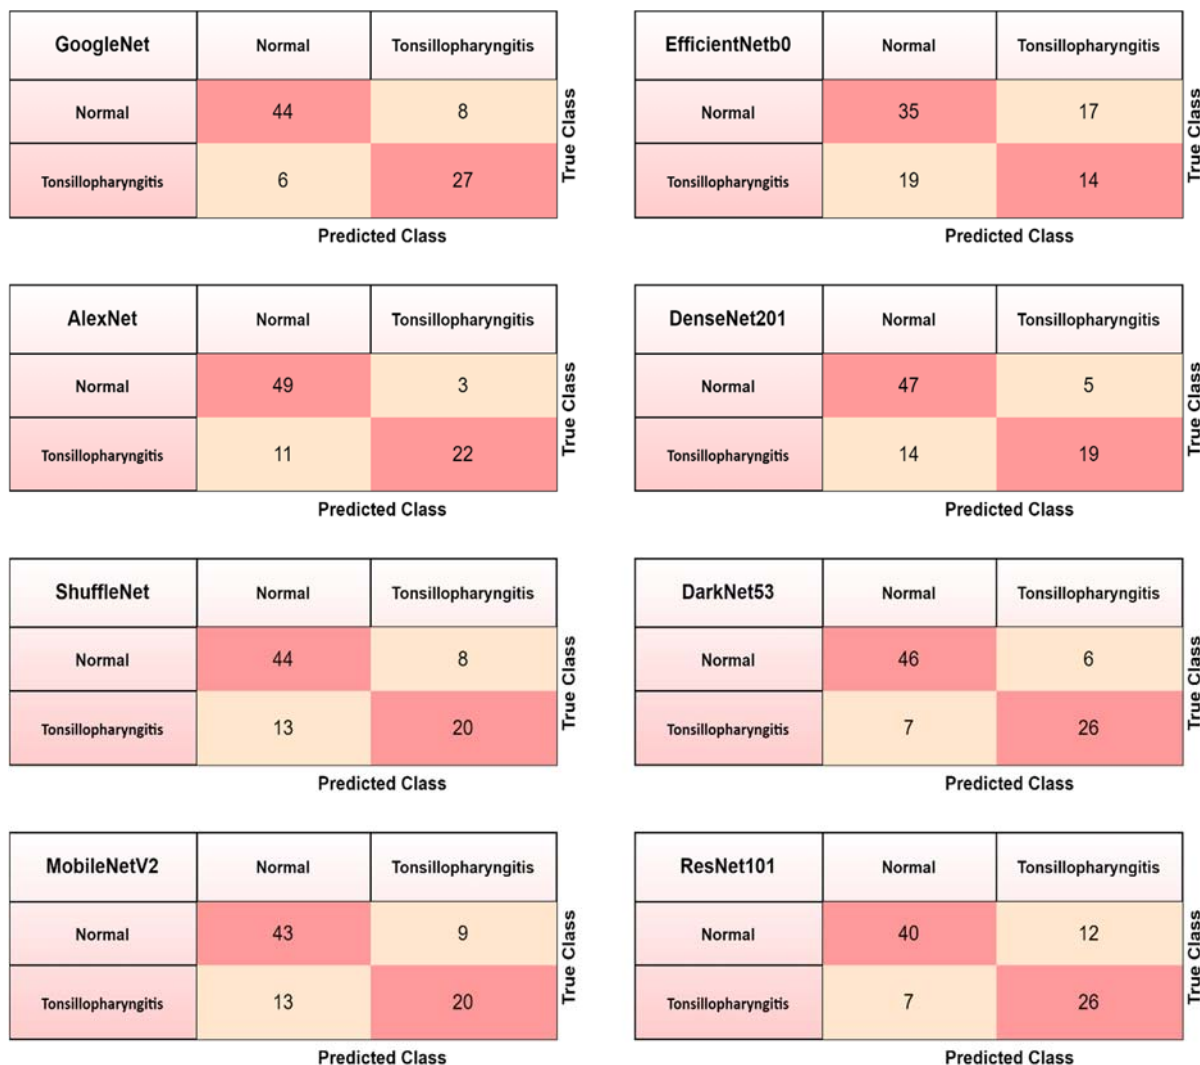 GoogleNet Normal Tonsillopharyngitis
Normal 44 8
Tonsillopharyngitis 6 27
True Class
Predicted Class
EfficientNetb0 Normal Tonsillopharyngitis
Normal 35 17
Tonsillopharyngitis 19 14
True Class
Predicted Class
AlexNet Normal Tonsillopharyngitis
Normal 49 3
Tonsillopharyngitis 11 22
True Class
Predicted Class
DenseNet201 Normal Tonsillopharyngitis
Normal 47 5
Tonsillopharyngitis 14 19
True Class
Predicted Class
ShuffleNet Normal Tonsillopharyngitis
Normal 44 8
Tonsillopharyngitis 13 20
True Class
Predicted Class
DarkNet53 Normal Tonsillopharyngitis
Normal 46 6
Tonsillopharyngitis 7 26
True Class
Predicted Class
MobileNetV2 Normal Tonsillopharyngitis
Normal 43 9
Tonsillopharyngitis 13 20
True Class
Predicted Class
ResNet101 Normal Tonsillopharyngitis
Normal 40 12
Tonsillopharyngitis 7 26
True Class
Predicted Class